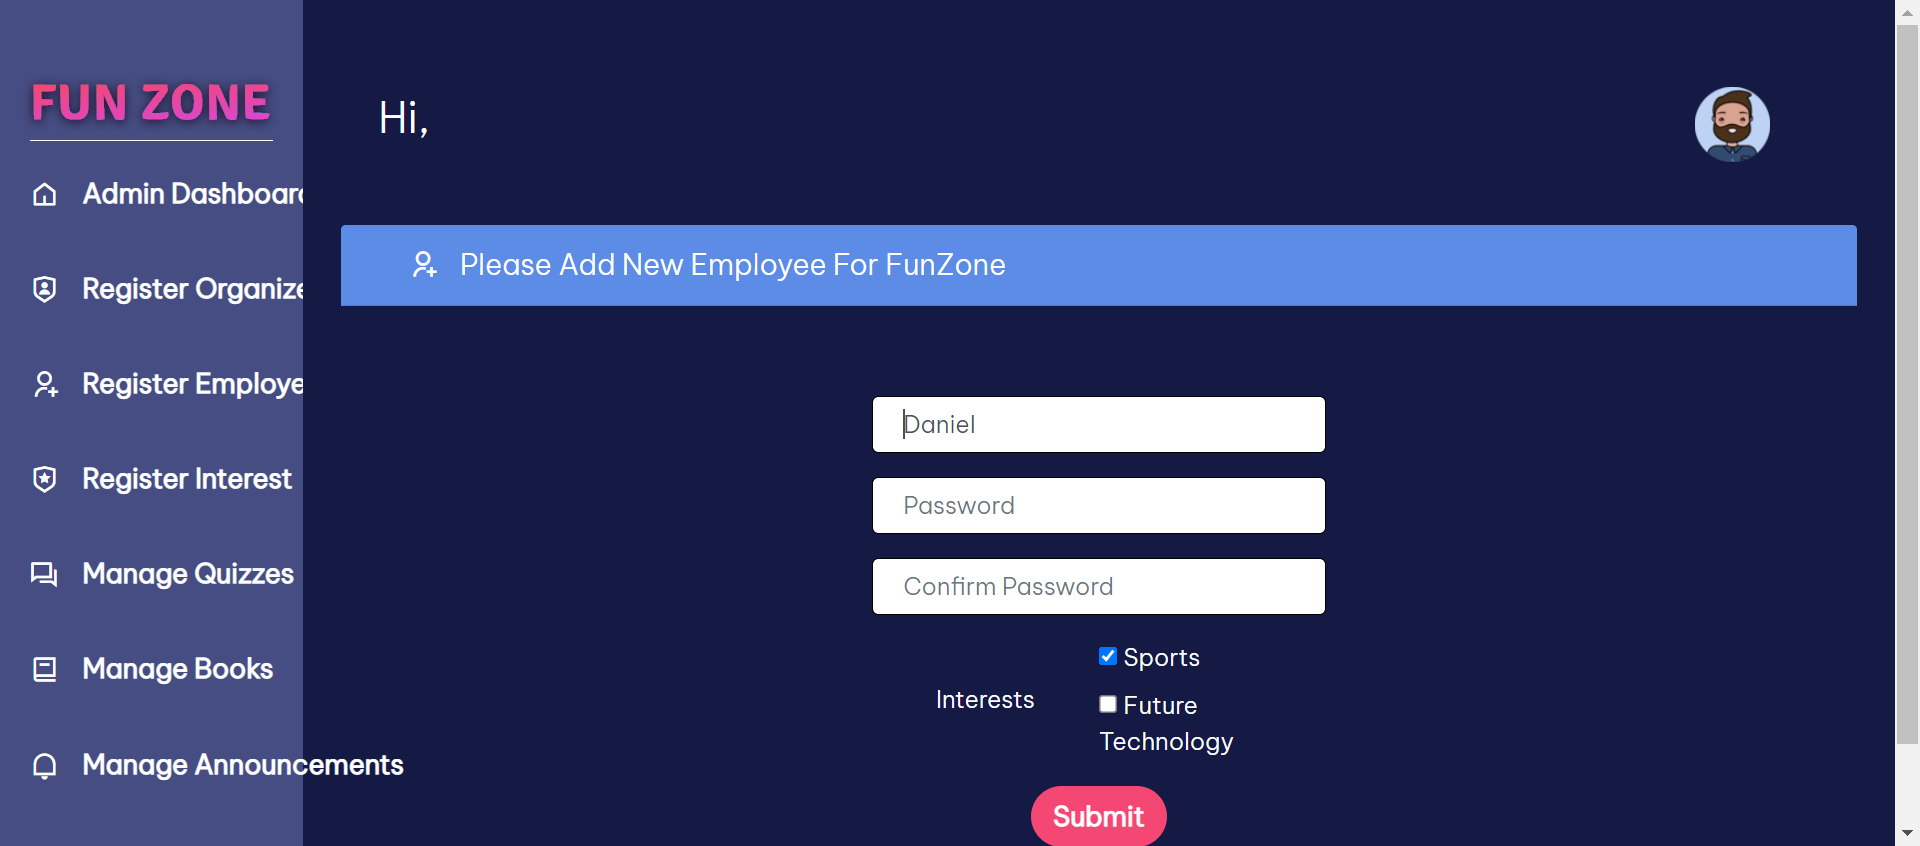 FUN ZONE
Admin Dashboard
Register Organize
Register Employe
Register Interest
Manage Quizzes
Manage Books
Manage Announcements
Hi,
Please Add New Employee For FunZone
Daniel
Password
Confirm Password
Interests
Sports
Future
Technology
Submit